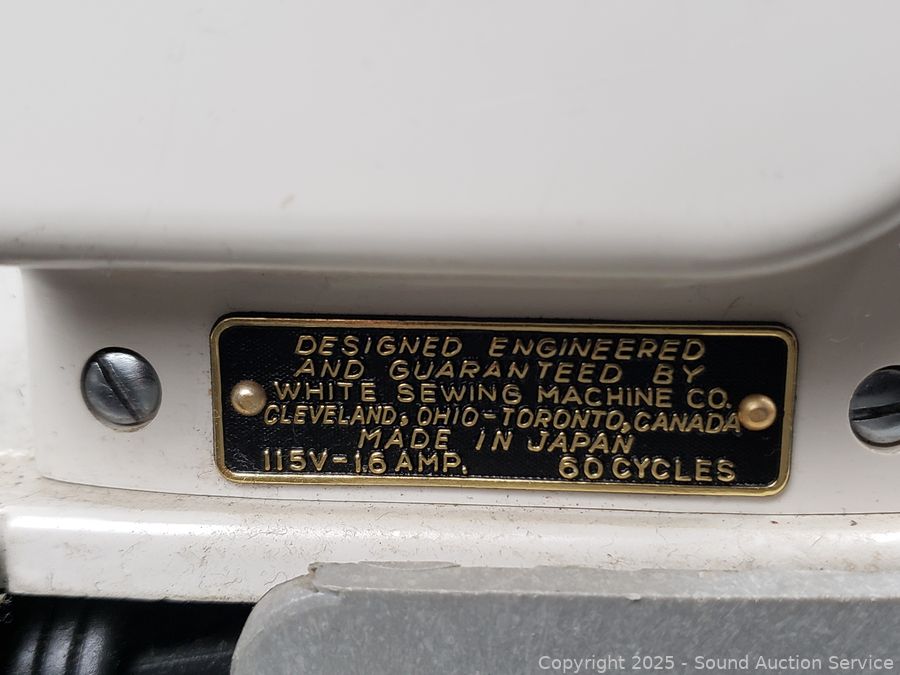 DESIGNED ENGINEERED
AND GUARANTEED BY
WHITE SEWING MACHINE CO.
CLEVELAND, OHIO-TORONTO, CANADA
MADE IN JAPAN
115V-1.6 AMP. 60 CYCLES
Copyright © 2025 - Sound Auction Service